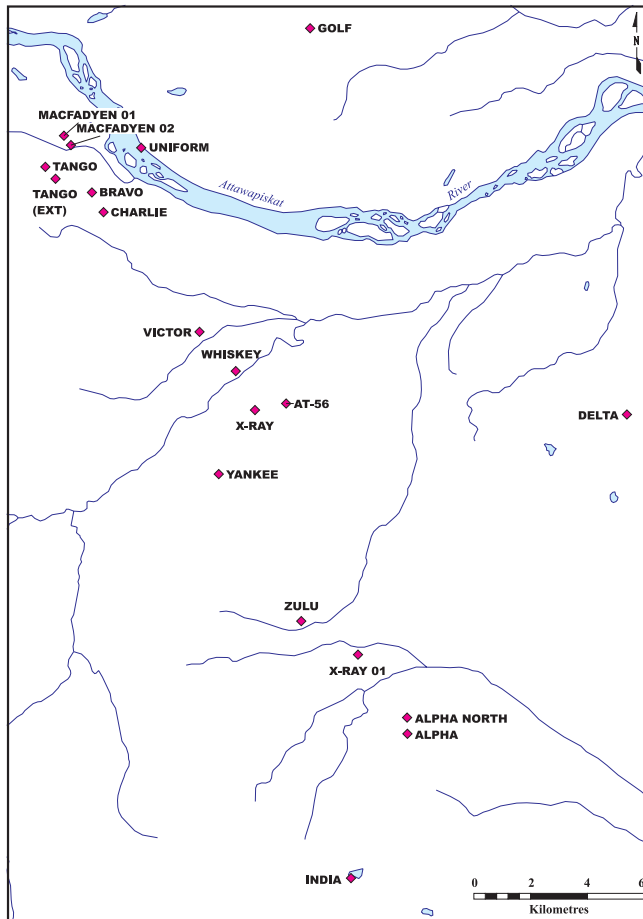 GOLF
N
MACFADYEN 01
MACFADYEN 02
UNIFORM
TANGO
TANGO
(EXT)
BRAVO
CHARLIE
Attawapiskat
River
VICTOR
WHISKEY
AT-56
X-RAY
DELTA
YANKEE
ZULU
X-RAY 01
ALPHA NORTH
ALPHA
INDIA
0 2 4 6
Kilometres